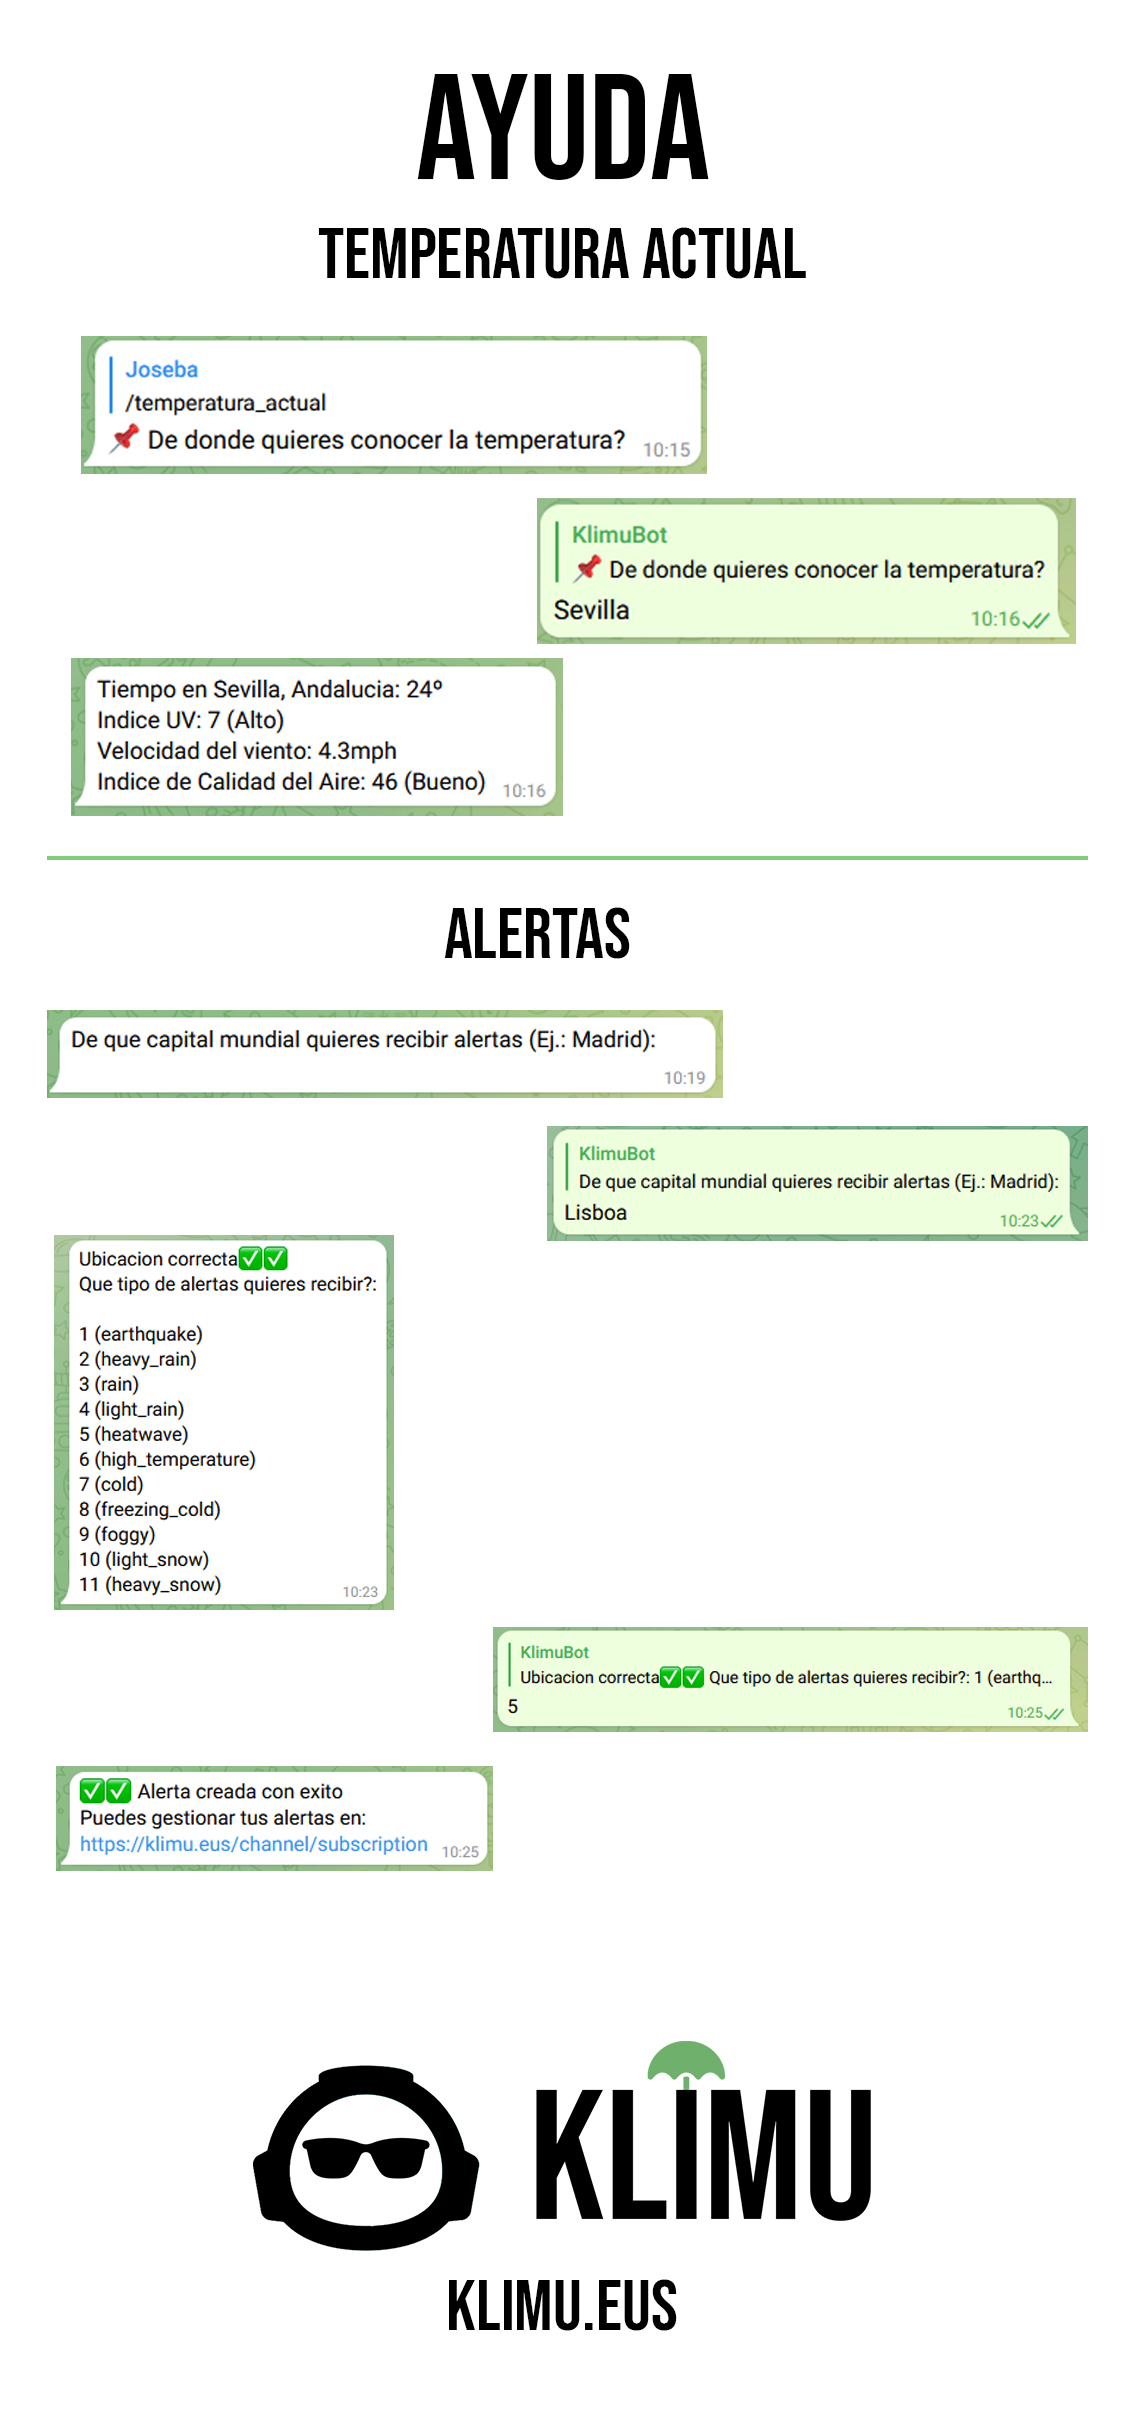 AYUDA
TEMPERATURA ACTUAL
Joseba
/temperatura_actual
📌 De donde quieres conocer la temperatura? 10:15
KlimuBot
📌 De donde quieres conocer la temperatura?
Sevilla 10:16
Tiempo en Sevilla, Andalucia: 24º
Indice UV: 7 (Alto)
Velocidad del viento: 4.3mph
Indice de Calidad del Aire: 46 (Bueno) 10:16
ALERTAS
De que capital mundial quieres recibir alertas (Ej.: Madrid):
10:19
KlimuBot
De que capital mundial quieres recibir alertas (Ej.: Madrid):
Lisboa 10:23
Ubicacion correcta✅✅
Que tipo de alertas quieres recibir?:
1 (earthquake)
2 (heavy_rain)
3 (rain)
4 (light_rain)
5 (heatwave)
6 (high_temperature)
7 (cold)
8 (freezing_cold)
9 (foggy)
10 (light_snow)
11 (heavy_snow) 10:23
KlimuBot
Ubicacion correcta✅✅ Que tipo de alertas quieres recibir?: 1 (earthq...
5 10:25
✅✅ Alerta creada con exito
Puedes gestionar tus alertas en:
https://klimu.eus/channel/subscription 10:25
KLIMU
KLIMU.EUS